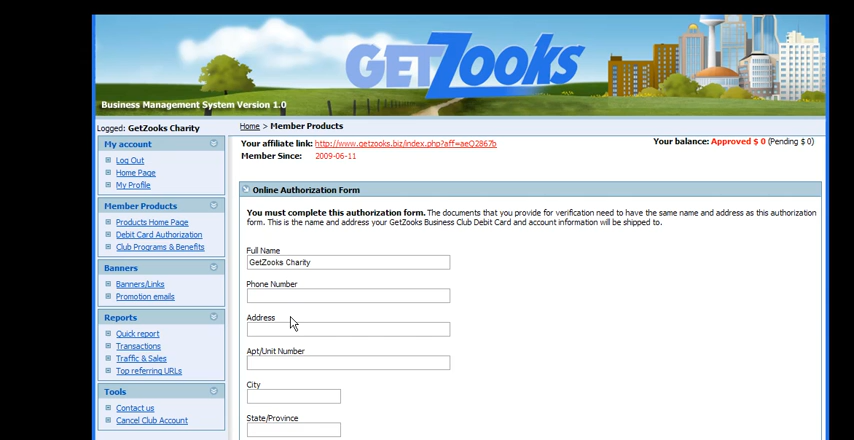 GETZooks
Business Management System Version 1.0
Logged: GetZooks Charity
Home > Member Products
My account
Log Out
Home Page
My Profile
Member Products
Products Home Page
Debit Card Authorization
Club Programs & Benefits
Banners
Banners/Links
Promotion emails
Reports
Quick report
Transactions
Traffic & Sales
Top referring URLs
Tools
Contact us
Cancel Club Account
Your affiliate link: http://www.getzooks.biz/index.php?aff=aeQ2867b
Your balance: Approved $ 0 (Pending $ 0)
Member Since: 2009-06-11
Online Authorization Form
You must complete this authorization form. The documents that you provide for verification need to have the same name and address as this authorization
form. This is the name and address your GetZooks Business Club Debit Card and account information will be shipped to.
Full Name
GetZooks Charity
Phone Number
Address
Apt/Unit Number
City
State/Province